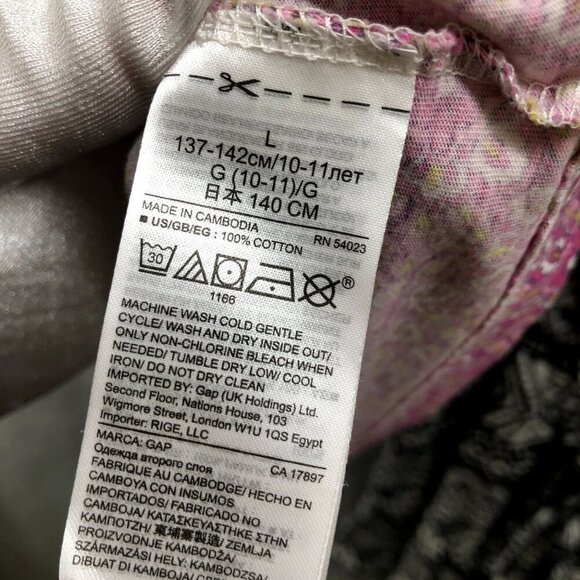 L
137-142см/10-11лет
G (10-11)/G
日本 140 CM
MADE IN CAMBODIA RN 54023
■ US/GB/EG : 100% COTTON
30 ®
1166
MACHINE WASH COLD GENTLE
CYCLE/ WASH AND DRY INSIDE OUT/
ONLY NON-CHLORINE BLEACH WHEN
NEEDED/ TUMBLE DRY LOW/ COOL
IRON/ DO NOT DRY CLEAN
IMPORTED BY: Gap (UK Holdings) Ltd
Second Floor, Nations House, 103
Wigmore Street, London W1U 1QS Egypt
Importer: RIGE, LLC
MARCA: GAP CA 17897
Одежда второго слоя
FABRIQUE AU CAMBODGE/ HECHO EN
CAMBOYA CON INSUMOS
IMPORTADOS/ FABRICADO NO
CAMBOJA/ ΚΑΤΑΣΚΕΥΑΣΤΗΚΕ ΣΤΗΝ
ΚΑΜΠΟΤΖΗ/ 柬埔寨製造/ ZEMLJA
PROIZVODNJE KAMBODŽA/
SZÁRMAZÁSI HELY: KAMBODZSA/
DIBUAT DI KAMBOJA/